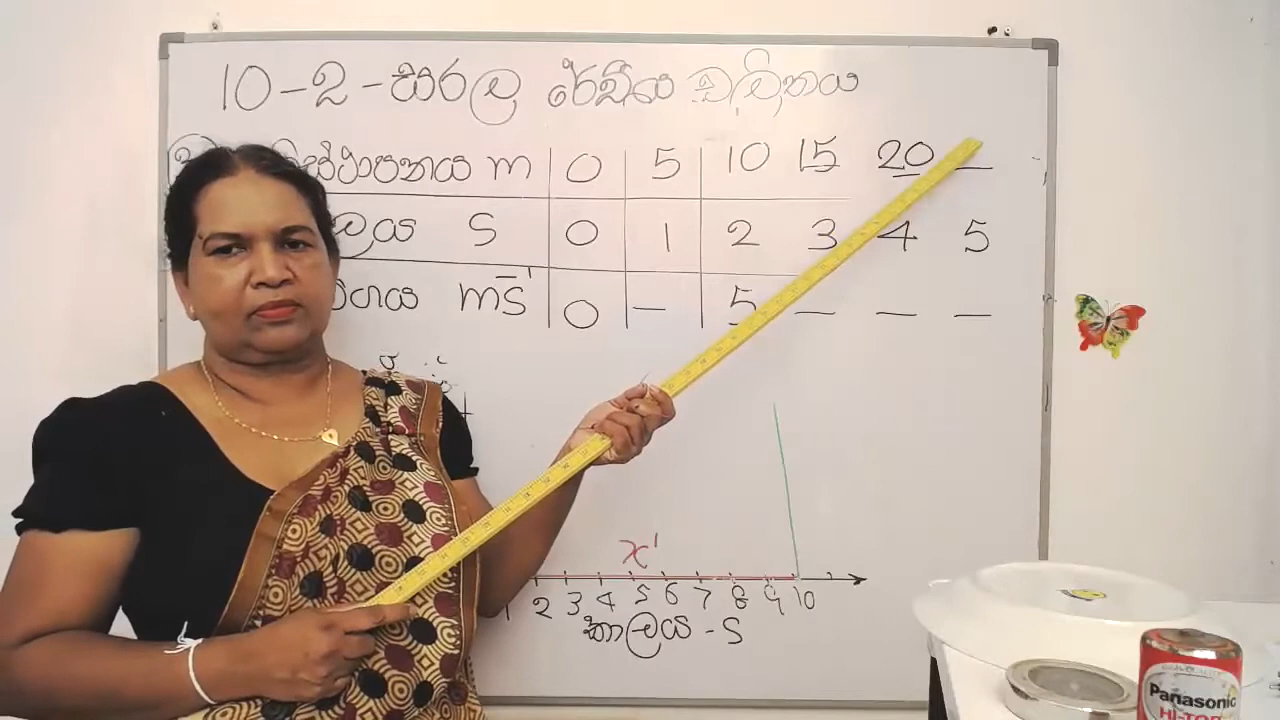 10 - 2 - සරල රේඛීය චලිතය
m 0 5 10 15 20 _
S 0 1 2 3 4 5
ms⁻¹ 0 – 5 – – –
x'
2 3 4 5 6 7 8 9 10
කාලය - S
Panasonic